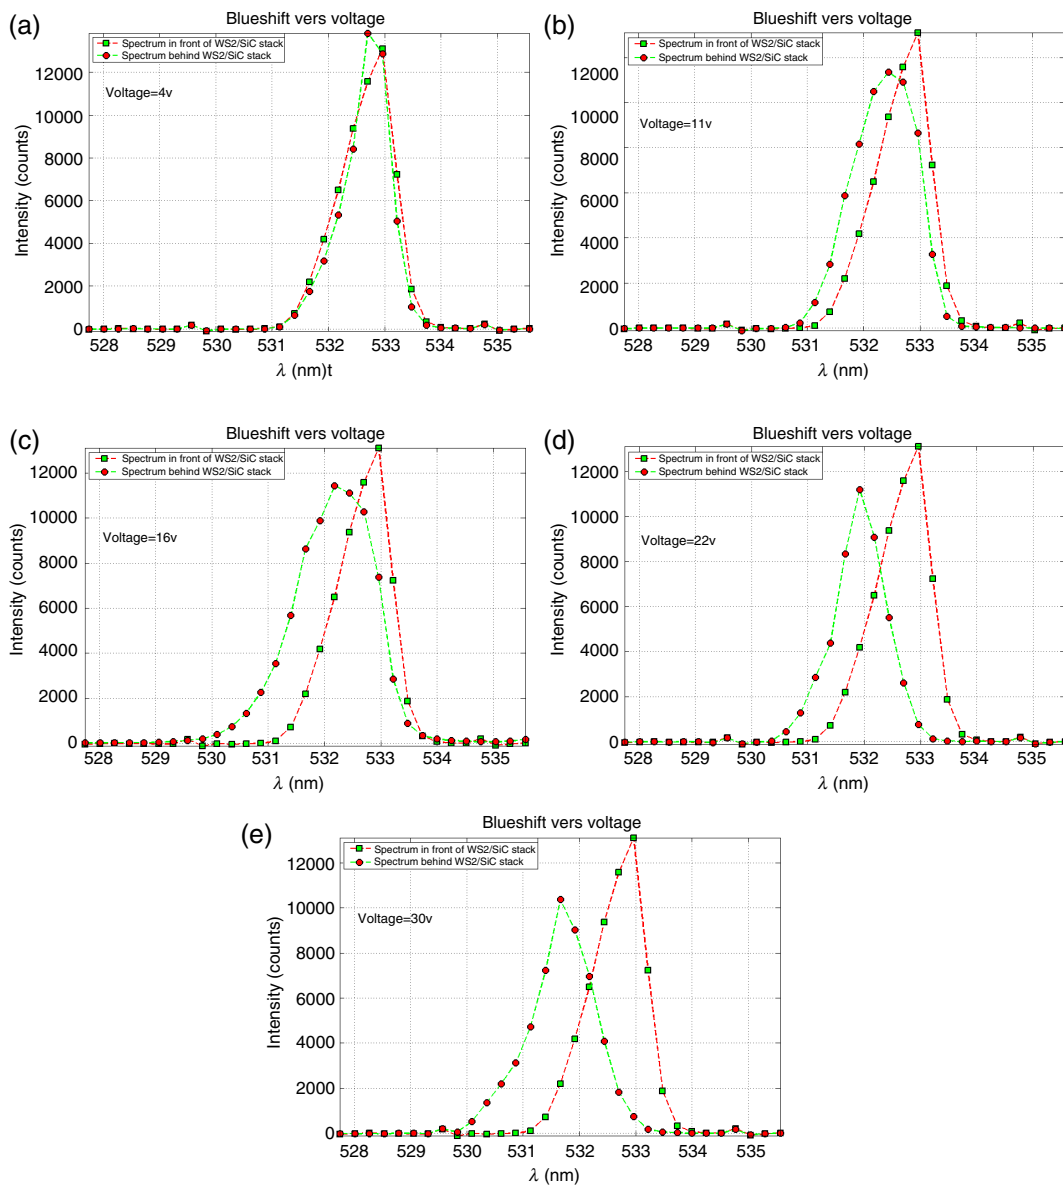 (a)
Blueshift vers voltage
Spectrum in front of WS2/SiC stack
Spectrum behind WS2/SiC stack
Voltage=4v
Intensity (counts)
12000
10000
8000
6000
4000
2000
0
528 529 530 531 532 533 534 535
λ (nm)t
(b)
Blueshift vers voltage
Spectrum in front of WS2/SiC stack
Spectrum behind WS2/SiC stack
Voltage=11v
Intensity (counts)
12000
10000
8000
6000
4000
2000
0
528 529 530 531 532 533 534 535
λ (nm)
(c)
Blueshift vers voltage
Spectrum in front of WS2/SiC stack
Spectrum behind WS2/SiC stack
Voltage=16v
Intensity (counts)
12000
10000
8000
6000
4000
2000
0
528 529 530 531 532 533 534 535
λ (nm)
(d)
Blueshift vers voltage
Spectrum in front of WS2/SiC stack
Spectrum behind WS2/SiC stack
Voltage=22v
Intensity (counts)
12000
10000
8000
6000
4000
2000
0
528 529 530 531 532 533 534 535
λ (nm)
(e)
Blueshift vers voltage
Spectrum in front of WS2/SiC stack
Spectrum behind WS2/SiC stack
Voltage=30v
Intensity (counts)
12000
10000
8000
6000
4000
2000
0
528 529 530 531 532 533 534 535
λ (nm)